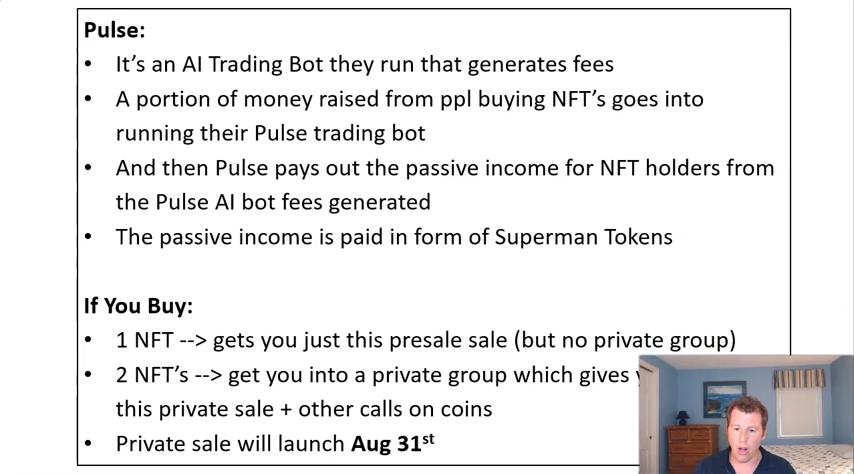 Pulse:
• It's an AI Trading Bot they run that generates fees
• A portion of money raised from ppl buying NFT's goes into
running their Pulse trading bot
• And then Pulse pays out the passive income for NFT holders from
the Pulse AI bot fees generated
• The passive income is paid in form of Superman Tokens
If You Buy:
• 1 NFT --> gets you just this presale sale (but no private group)
• 2 NFT's --> get you into a private group which gives
this private sale + other calls on coins
• Private sale will launch Aug 31st